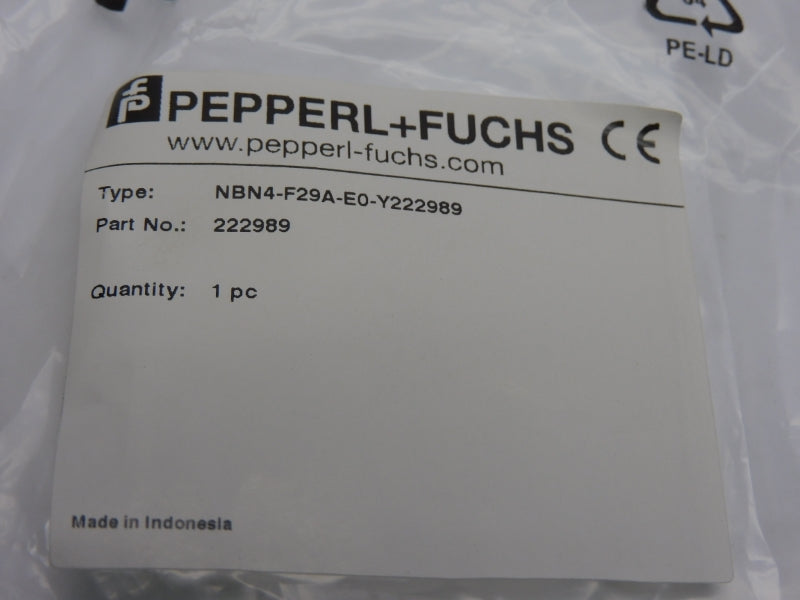 04
PE-LD
PEPPERL+FUCHS CE
www.pepperl-fuchs.com
Type: NBN4-F29A-E0-Y222989
Part No.: 222989
Quantity: 1 pc
Made in Indonesia